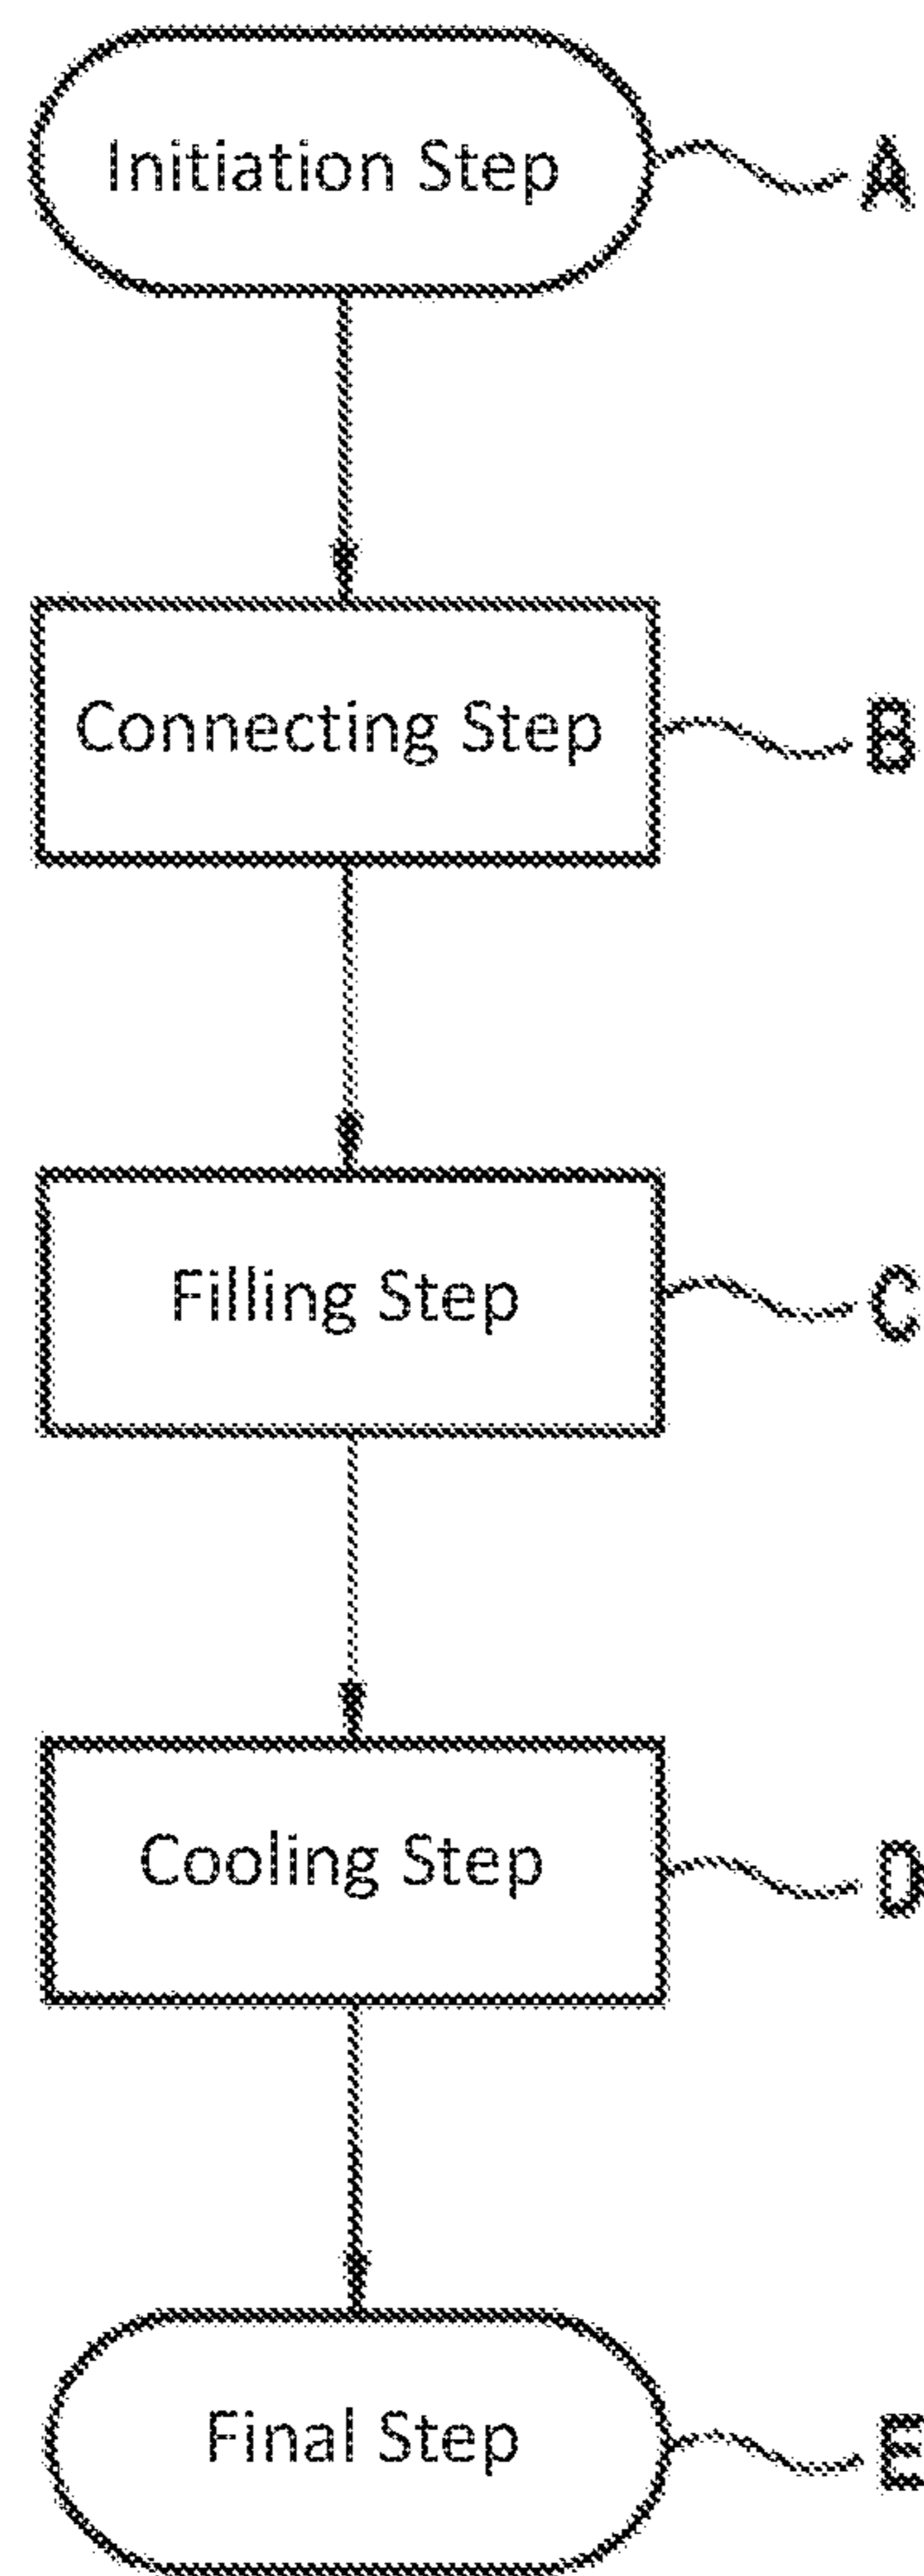 Initiation Step
A
Connecting Step
B
Filling Step
C
Cooling Step
D
Final Step
E